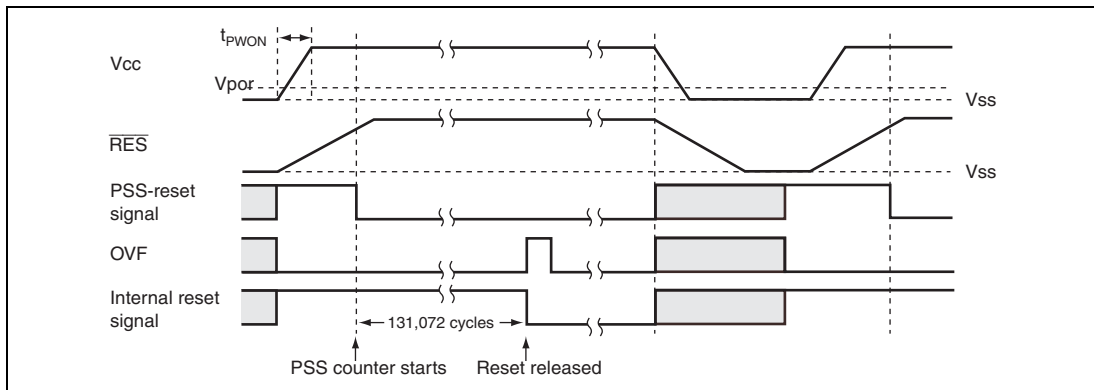 tPWON
Vcc
Vpor
Vss
RES
Vss
PSS-reset
signal
OVF
Internal reset
signal
131,072 cycles
PSS counter starts
Reset released